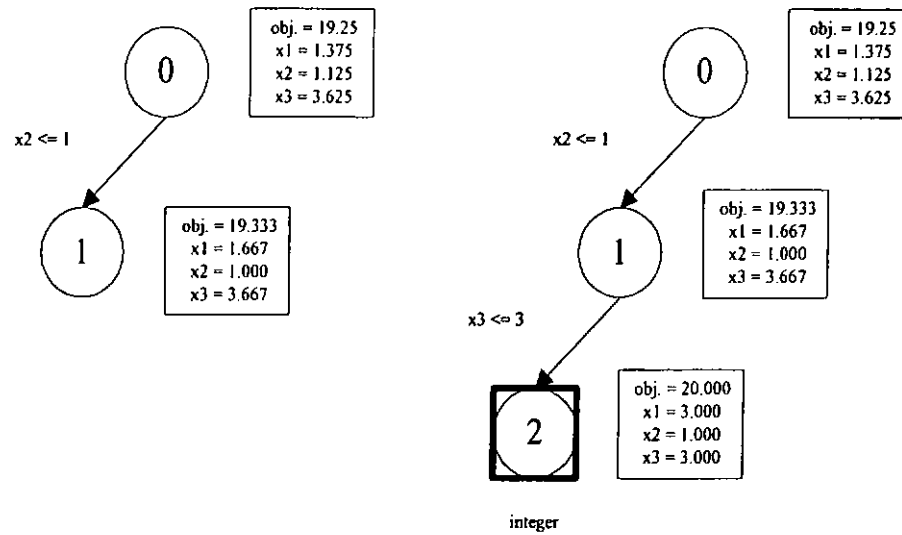 0
obj. = 19.25
x1 = 1.375
x2 = 1.125
x3 = 3.625
x2 <= 1
1
obj. = 19.333
x1 = 1.667
x2 = 1.000
x3 = 3.667
0
obj. = 19.25
x1 = 1.375
x2 = 1.125
x3 = 3.625
x2 <= 1
1
obj. = 19.333
x1 = 1.667
x2 = 1.000
x3 = 3.667
x3 <= 3
2
obj. = 20.000
x1 = 3.000
x2 = 1.000
x3 = 3.000
integer